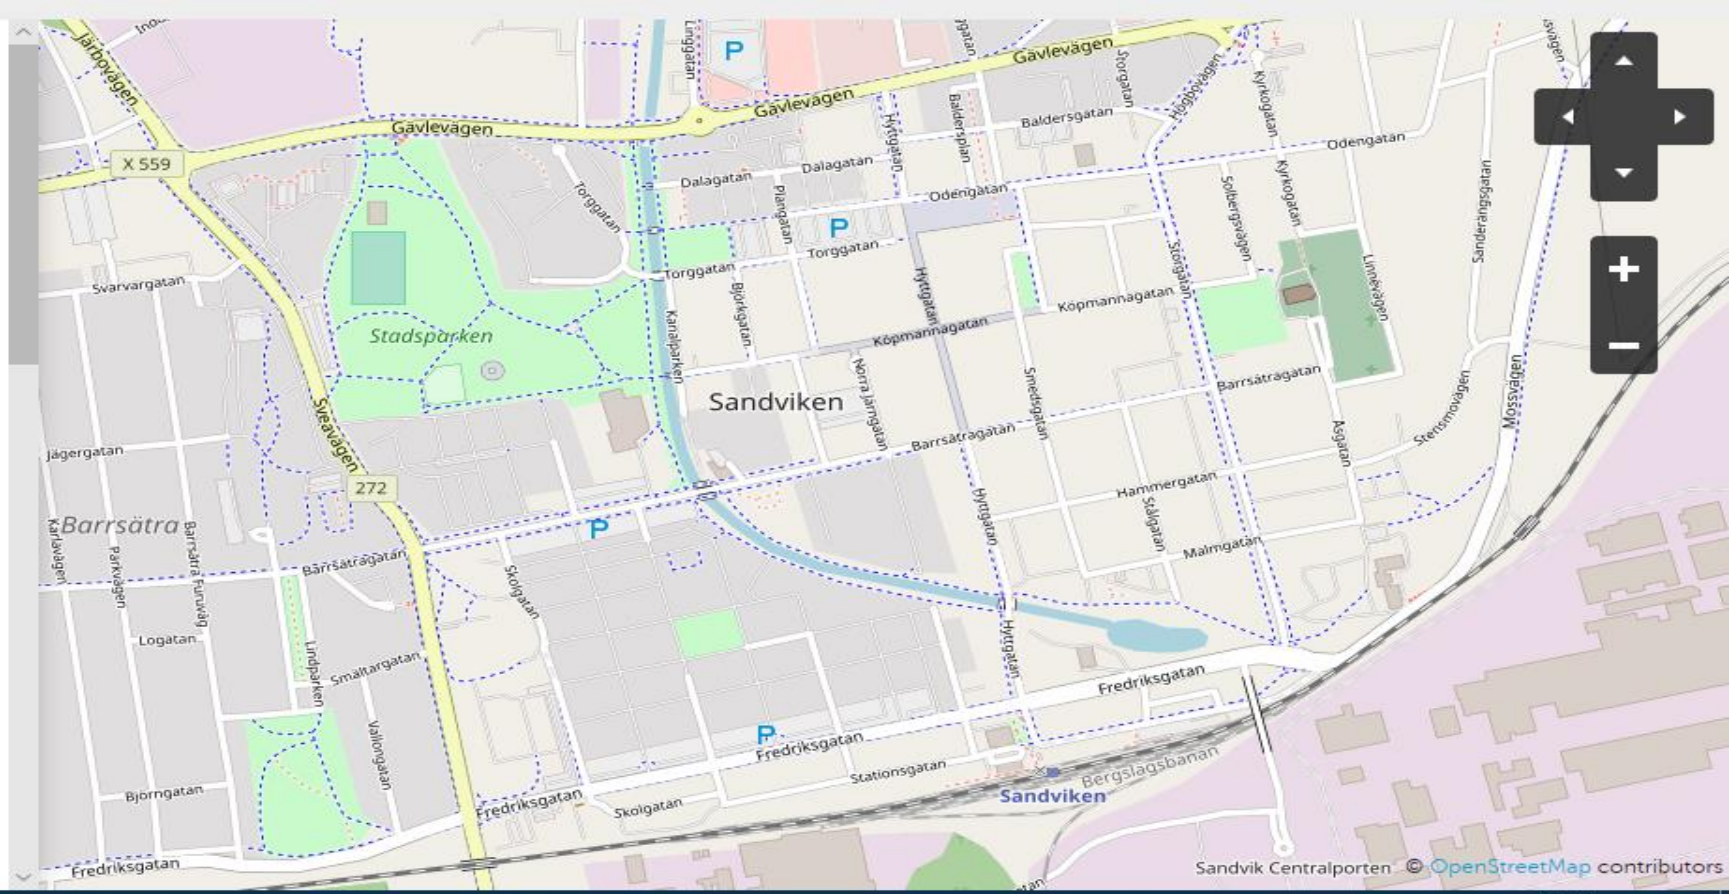 Järbovägen
Linggatan
P
Gävlevägen
Storgatan
Högbovägen
Kyrkogatan
Gävlevägen
Gävlevägen
Hyttgatan
Baldersplan
Baldersgatan
Odengatan
X 559
Dalagatan
Dalagatan
Torggatan
Plangatan
Odengatan
Solbergsvägen
Kyrkogatan
Sanderängsgatan
P
Torggatan
Torggatan
Svarvargatan
Björkgatan
Hyttgatan
Storgatan
Linnévägen
Köpmannagatan
Köpmannagatan
Stadsparken
Kanalparken
Norra Järngatan
Smedsgatan
Barrsätragatan
Mossvägen
Stensmovägen
Sandviken
Sveavägen
Barrsätragatan
Åsgatan
Jägergatan
272
Hammergatan
Hyttgatan
Stålgatan
Barrsätra
P
Karlavägen
Parkvägen
Barrsätra Furuväg
Barrsätragatan
Malmgatan
Skolgatan
Logatan
Lindparken
Smältargatan
Hyttgatan
Fredriksgatan
Vallongatan
P
Fredriksgatan
Stationsgatan
Bergslagsbanan
Björngatan
Fredriksgatan
Skolgatan
Sandviken
Fredriksgatan
Sandvik Centralporten
© OpenStreetMap contributors